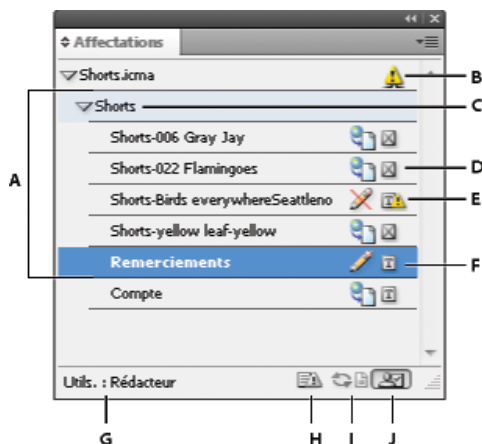 Affectations
Shorts.icma
B
Shorts
C
Shorts-006 Gray Jay
Shorts-022 Flamingoes
D
A
Shorts-Birds everywhereSeattleno
E
Shorts-yellow leaf-yellow
Remerciements
F
Compte
Utils. : Rédacteur
G
H
I
J